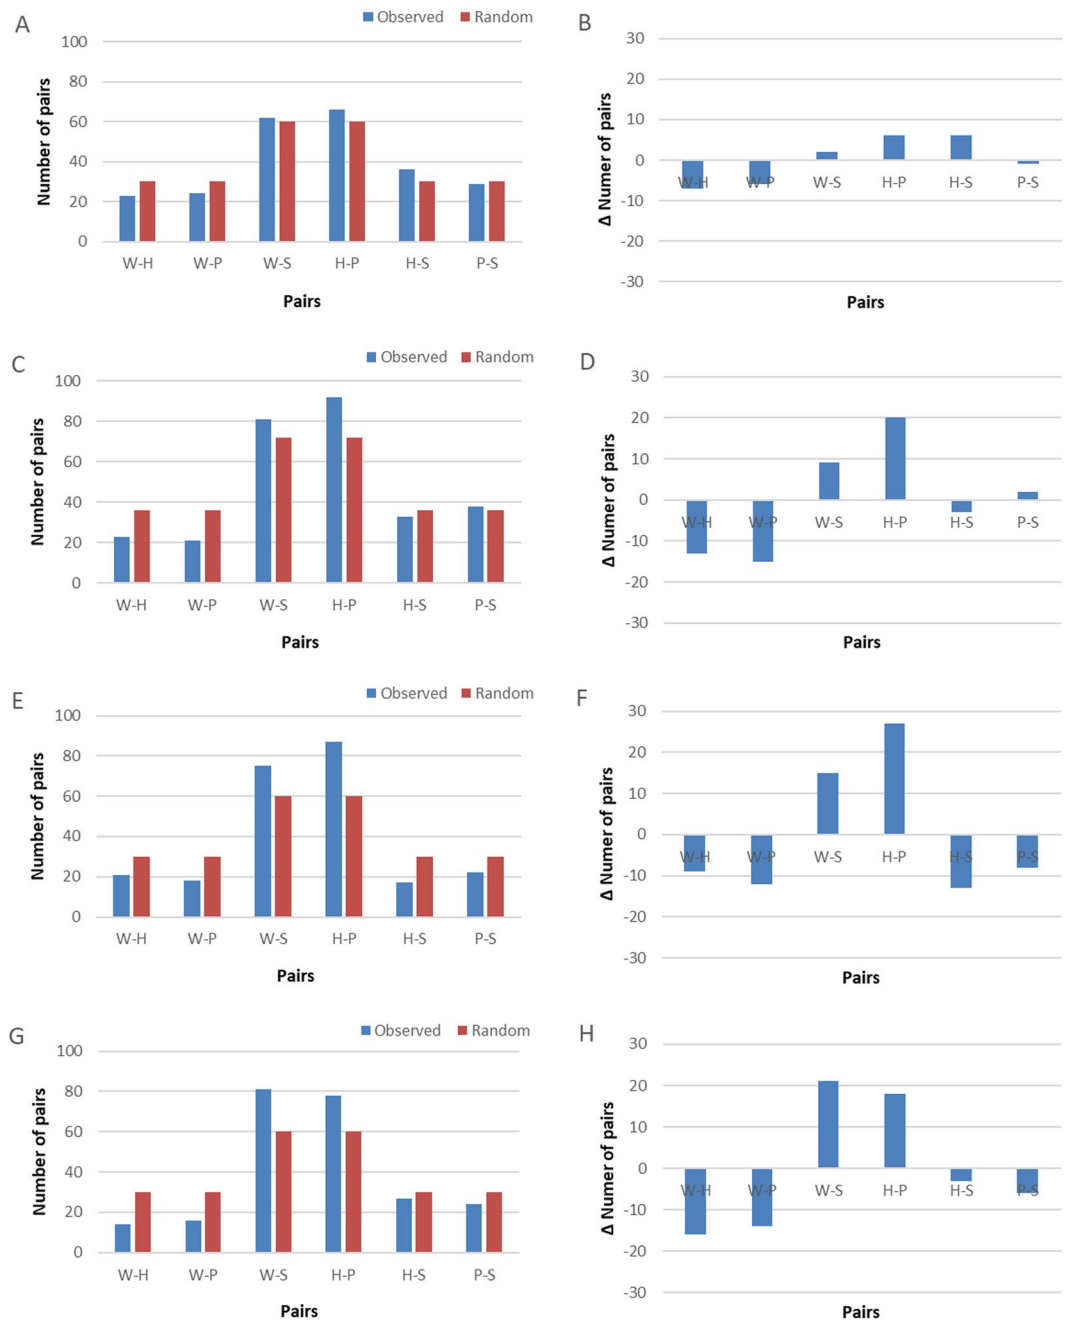 A
Observed Random
100
80
60
40
20
0
Number of pairs
W-H W-P W-S H-P H-S P-S
Pairs
B
30
20
10
0
-10
-20
-30
Δ Numer of pairs
W-H W-P W-S H-P H-S P-S
Pairs
C
Observed Random
100
80
60
40
20
0
Number of pairs
W-H W-P W-S H-P H-S P-S
Pairs
D
30
20
10
0
-10
-20
-30
Δ Numer of pairs
W-H W-P W-S H-P H-S P-S
Pairs
E
Observed Random
100
80
60
40
20
0
Number of pairs
W-H W-P W-S H-P H-S P-S
Pairs
F
30
20
10
0
-10
-20
-30
Δ Numer of pairs
W-H W-P W-S H-P H-S P-S
Pairs
G
Observed Random
100
80
60
40
20
0
Number of pairs
W-H W-P W-S H-P H-S P-S
Pairs
H
30
20
10
0
-10
-20
-30
Δ Numer of pairs
W-H W-P W-S H-P H-S P-S
Pairs